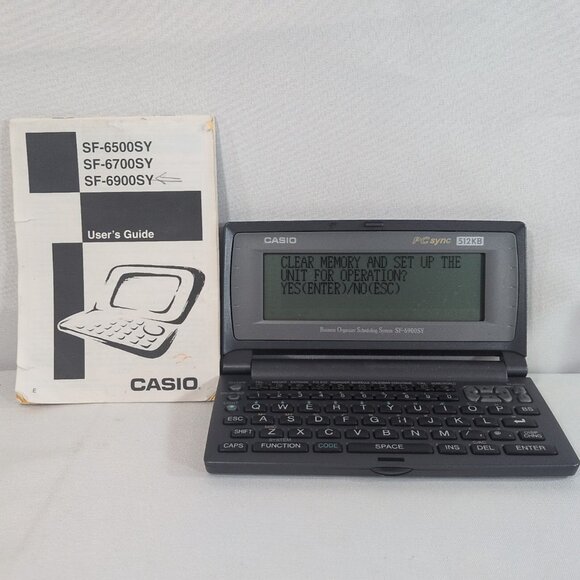 SF-6500SY
SF-6700SY
SF-6900SY
User's Guide
CASIO
E
CASIO
PC sync 512KB
CLEAR MEMORY AND SET UP THE
UNIT FOR OPERATION?
YES(ENTER)/NO(ESC)
Business Organizer Scheduling System SF-6900SY
Q W E R T Y U I O P BS
ESC A S D F G H J K L
SHIFT Z X C V B N M
CAPS FUNCTION CODE SPACE INS DEL ENTER